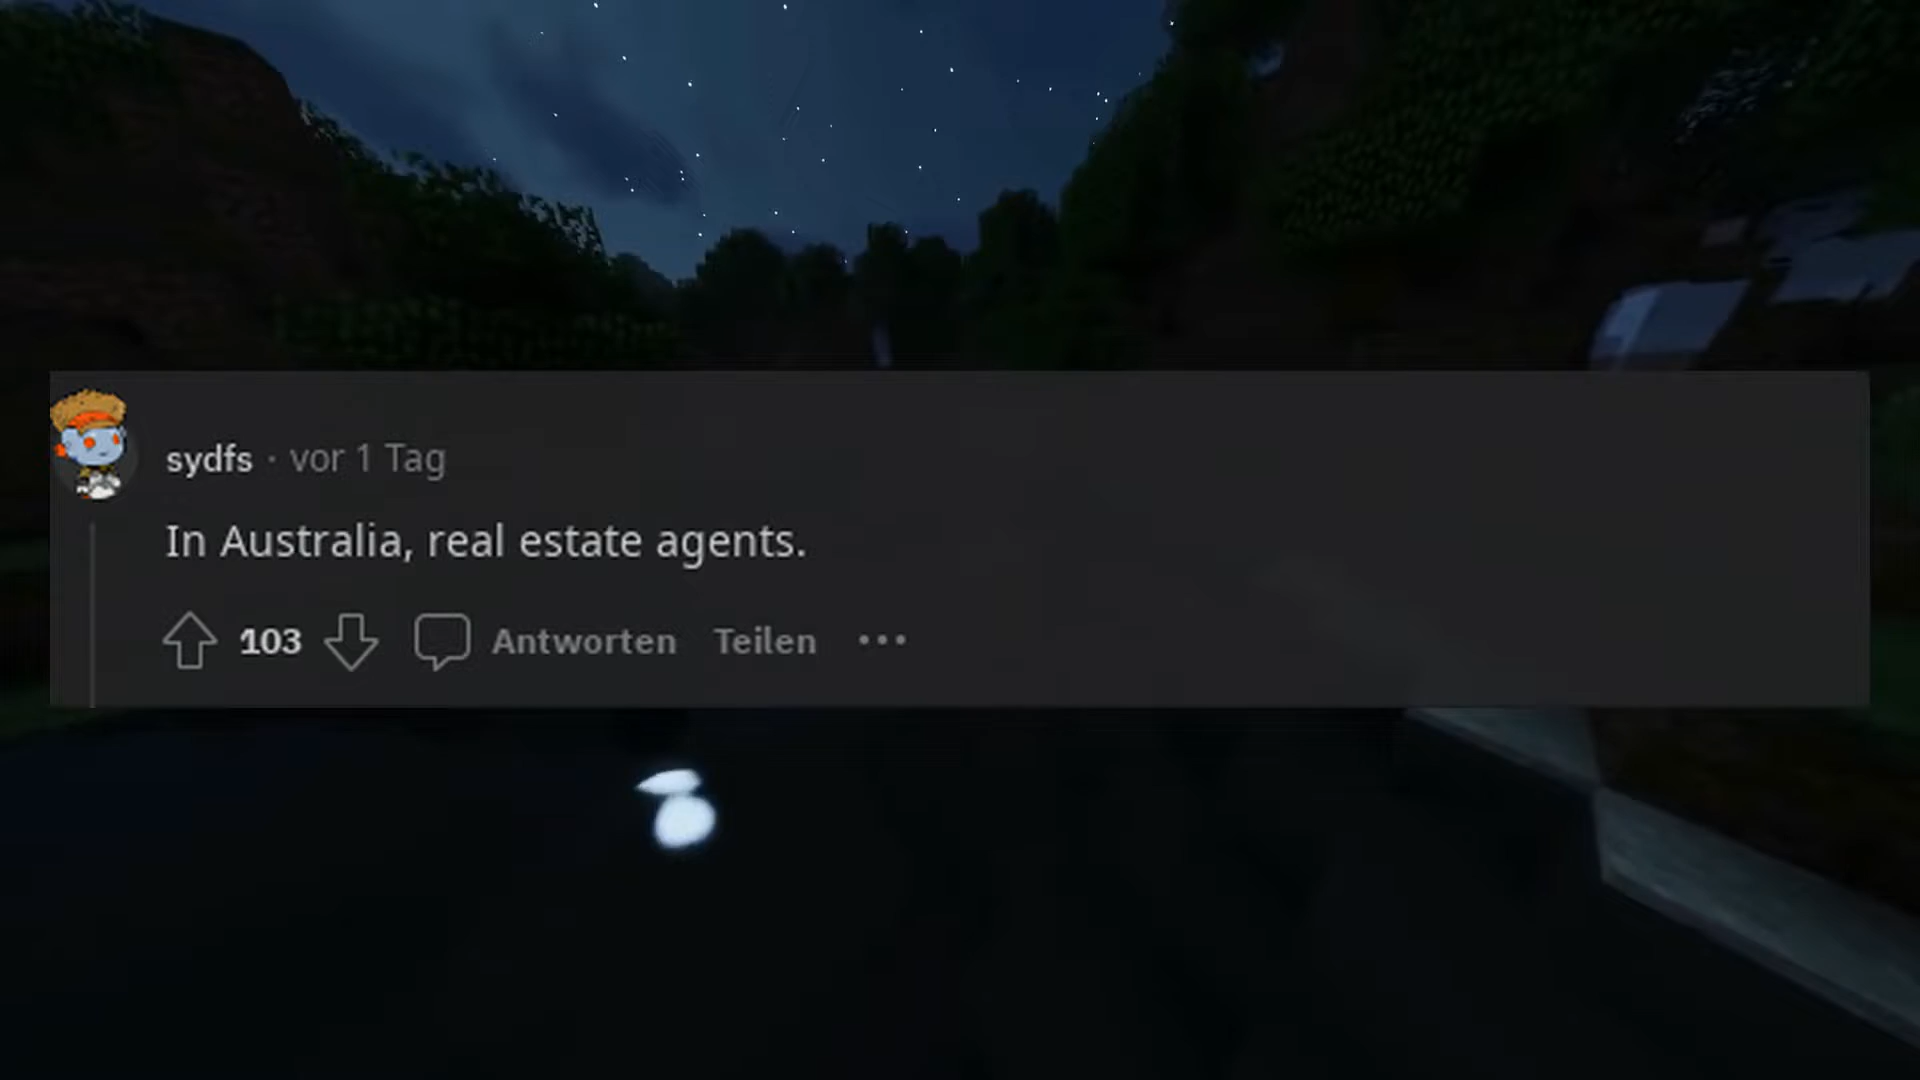 sydfs · vor 1 Tag
In Australia, real estate agents.
103 Antworten Teilen ...